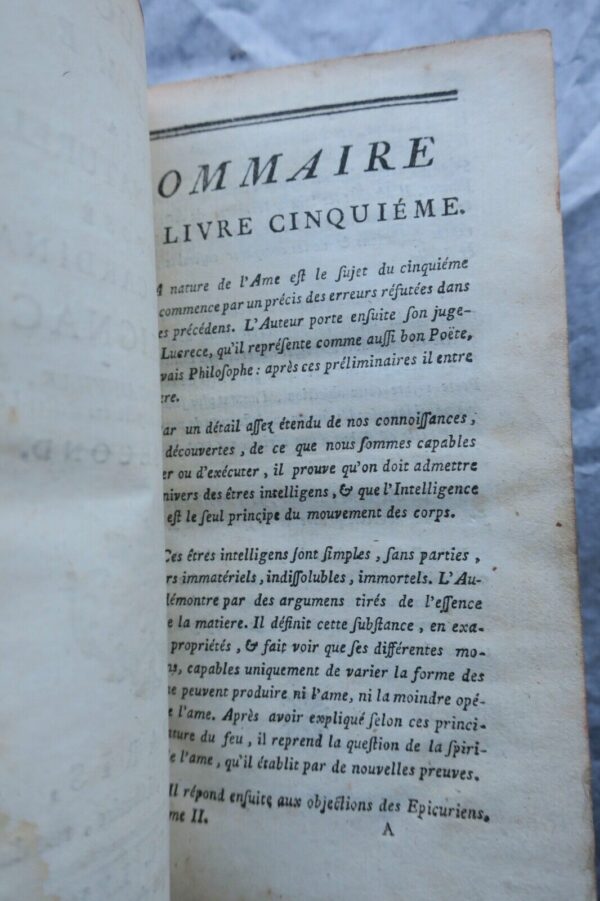 OMMAIRE
LIVRE CINQUIÉME.
A nature de l'Ame est le sujet du cinquiéme
commence par un précis des erreurs réfutées dans
es précédens. L'Auteur porte ensuite son juge-
Lucrece, qu'il représente comme aussi bon Poëte,
vais Philosophe : après ces préliminaires il entre
re.
ar un détail assez étendu de nos connoissances,
découvertes, de ce que nous sommes capables
er ou d'exécuter, il prouve qu'on doit admettre
nivers des êtres intelligens, & que l'Intelligence
est le seul principe du mouvement des corps.
Ces êtres intelligens sont simples, sans parties,
rs immatériels, indissolubles, immortels. L'Au-
démontre par des argumens tirés de l'essence
e la matiere. Il définit cette substance, en exa-
propriétés, & fait voir que ses différentes mo-
ns, capables uniquement de varier la forme des
ne peuvent produire ni l'ame, ni la moindre opé-
e l'ame. Après avoir expliqué selon ces princi-
ature du feu, il reprend la question de la spiri-
de l'ame, qu'il établit par de nouvelles preuves.
Il répond ensuite aux objections des Epicuriens.
me II.
A